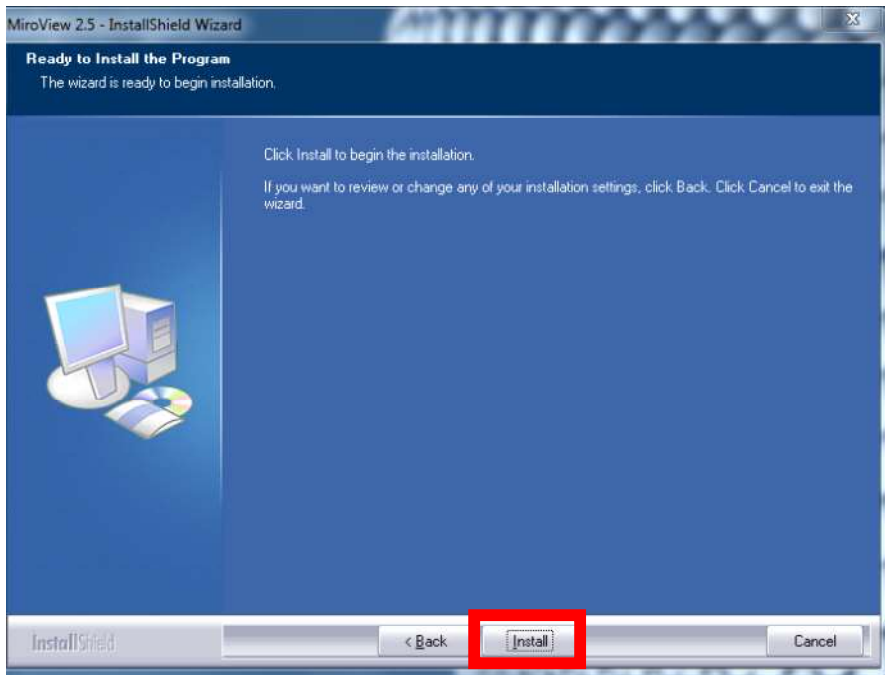 MiroView 2.5 - InstallShield Wizard
Ready to Install the Program
The wizard is ready to begin installation.
Click Install to begin the installation.
If you want to review or change any of your installation settings, click Back. Click Cancel to exit the
wizard.
InstallShield
< Back Install Cancel